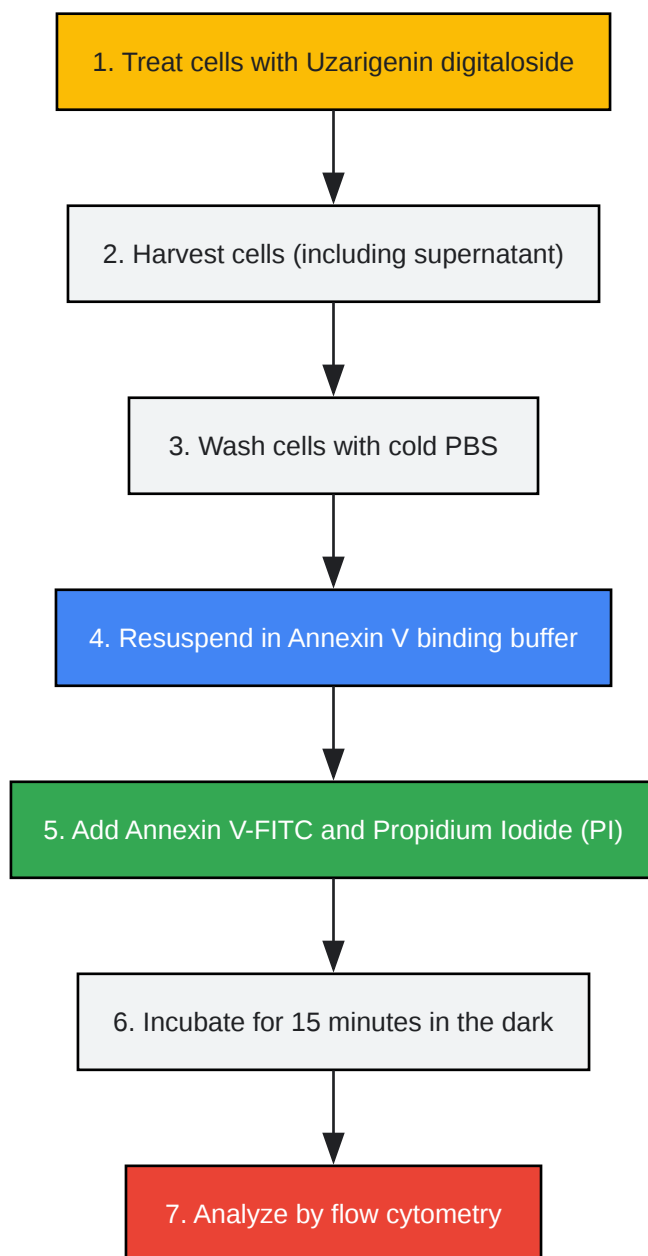 1. Treat cells with Uzarigenin digitaloside
2. Harvest cells (including supernatant)
3. Wash cells with cold PBS
4. Resuspend in Annexin V binding buffer
5. Add Annexin V-FITC and Propidium Iodide (PI)
6. Incubate for 15 minutes in the dark
7. Analyze by flow cytometry